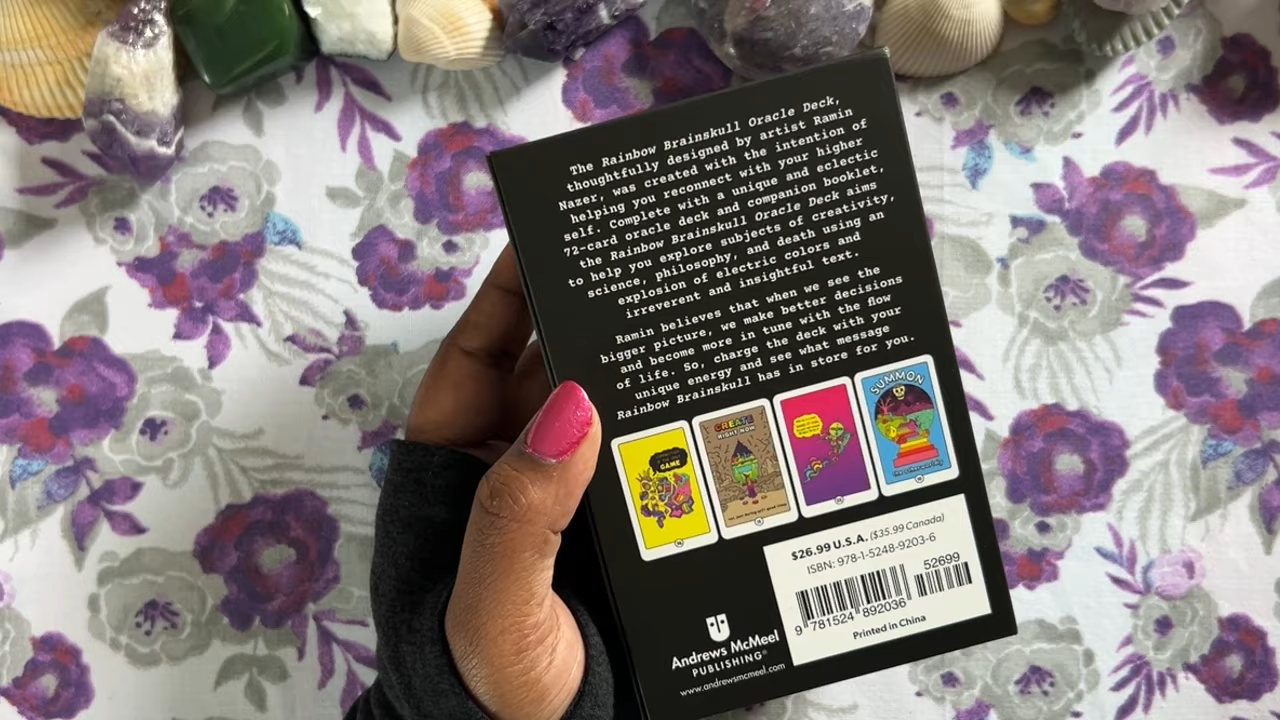 The Rainbow Brainskull Oracle Deck,
thoughtfully designed by artist Ramin
Nazer, was created with the intention of
helping you reconnect with your higher
self. Complete with a unique and eclectic
72-card oracle deck and companion booklet,
the Rainbow Brainskull Oracle Deck aims
to help you explore subjects of creativity,
science, philosophy, and death using an
explosion of electric colors and
irreverent and insightful text.
Ramin believes that when we see the
bigger picture, we make better decisions
and become more in tune with the flow
of life. So, charge the deck with your
unique energy and see what message
Rainbow Brainskull has in store for you.
GAME
CREATE
RIGHT NOW
SUMMON
the otherworldly
$26.99 U.S.A. ($35.99 Canada)
ISBN: 978-1-5248-9203-6
52699
9 781524 892036
Printed in China
Andrews McMeel
PUBLISHING®
www.andrewsmcmeel.com